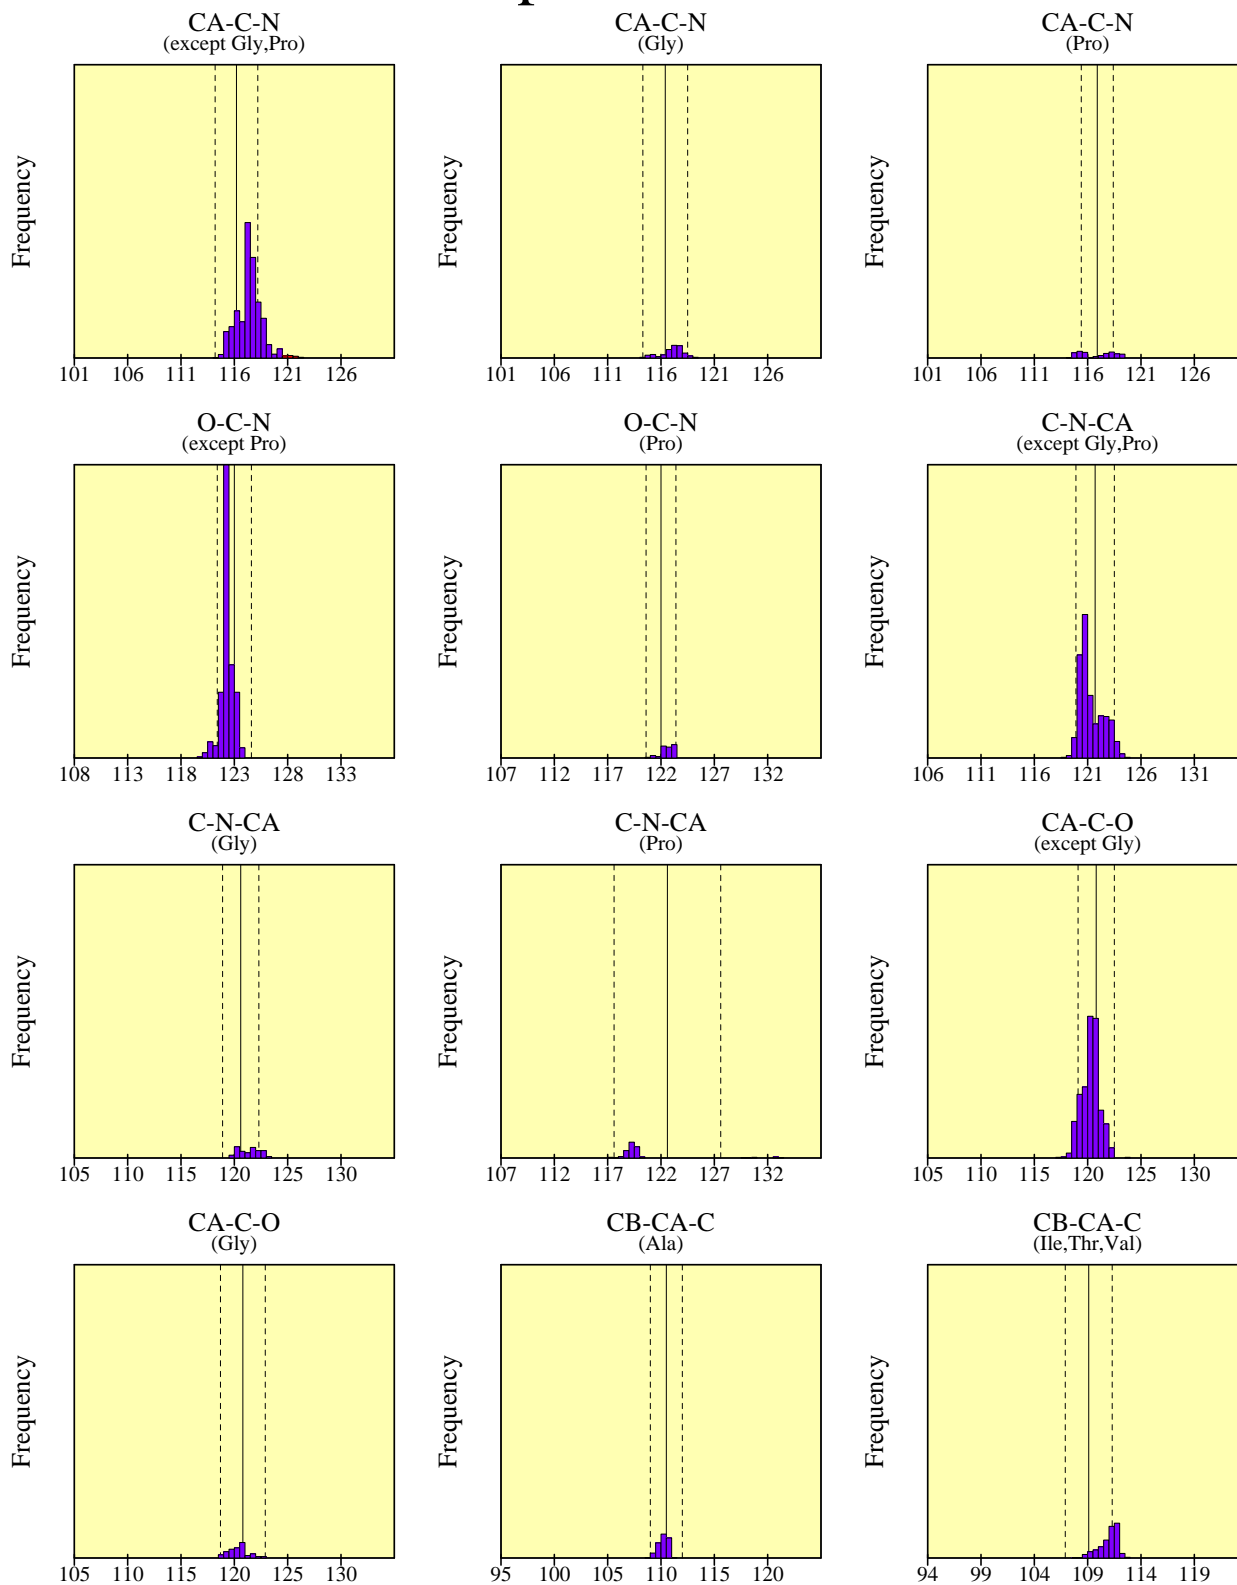 CA-C-N
(except Gly,Pro)
CA-C-N
(Gly)
CA-C-N
(Pro)
Frequency
Frequency
Frequency
101 106 111 116 121 126
101 106 111 116 121 126
101 106 111 116 121 126
O-C-N
(except Pro)
O-C-N
(Pro)
C-N-CA
(except Gly,Pro)
Frequency
Frequency
Frequency
108 113 118 123 128 133
107 112 117 122 127 132
106 111 116 121 126 131
C-N-CA
(Gly)
C-N-CA
(Pro)
CA-C-O
(except Gly)
Frequency
Frequency
Frequency
105 110 115 120 125 130
107 112 117 122 127 132
105 110 115 120 125 130
CA-C-O
(Gly)
CB-CA-C
(Ala)
CB-CA-C
(Ile,Thr,Val)
Frequency
Frequency
Frequency
105 110 115 120 125 130
95 100 105 110 115 120
94 99 104 109 114 119